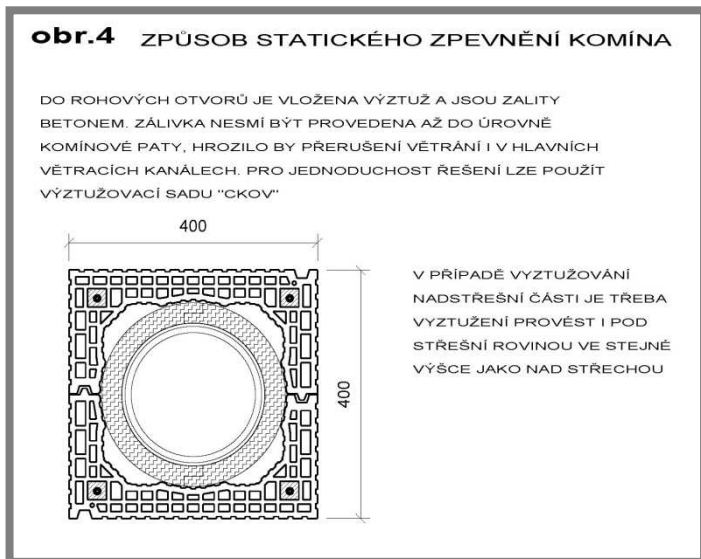 obr.4 ZPŮSOB STATICKÉHO ZPEVNĚNÍ KOMÍNA
DO ROHOVÝCH OTVORŮ JE VLOŽENA VÝZTUŽ A JSOU ZALITY
BETONEM. ZÁLIVKA NESMÍ BÝT PROVEDENA AŽ DO ÚROVNĚ
KOMÍNOVÉ PATY, HROZILO BY PŘERUŠENÍ VĚTRÁNÍ I V HLAVNÍCH
VĚTRACÍCH KANÁLECH. PRO JEDNODUCHOST ŘEŠENÍ LZE POUŽÍT
VÝZTUŽOVACÍ SADU "CKOV"
400
V PŘÍPADĚ VYZTUŽOVÁNÍ
NADSTŘEŠNÍ ČÁSTI JE TŘEBA
VYZTUŽENÍ PROVÉST I POD
STŘEŠNÍ ROVINOU VE STEJNÉ
VÝŠCE JAKO NAD STŘECHOU
400